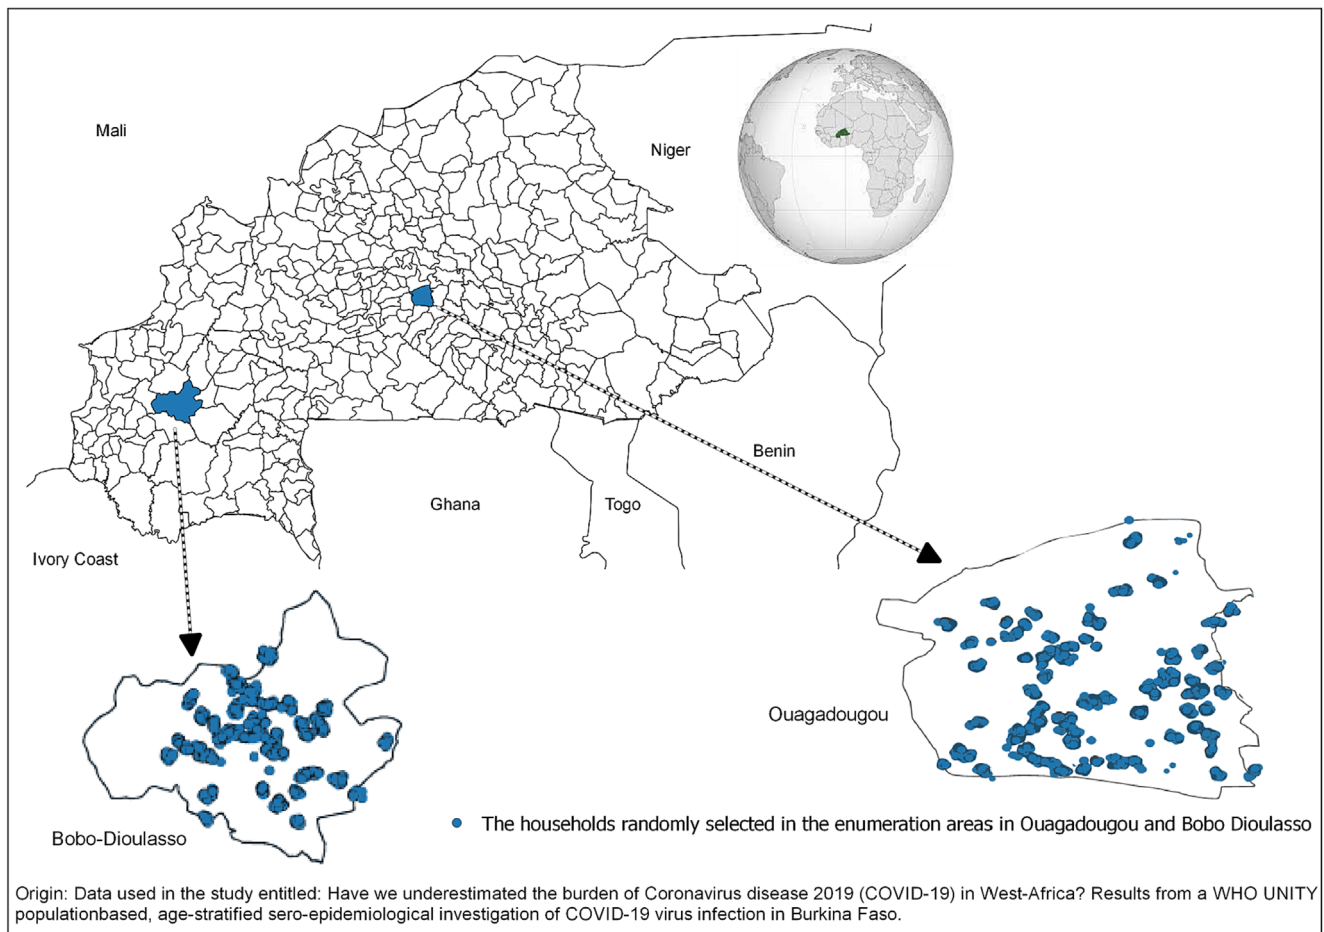 Mali
Niger
Benin
Ghana
Togo
Ivory Coast
Ouagadougou
Bobo-Dioulasso
The households randomly selected in the enumeration areas in Ouagadougou and Bobo Dioulasso
Origin: Data used in the study entitled: Have we underestimated the burden of Coronavirus disease 2019 (COVID-19) in West-Africa? Results from a WHO UNITY
populationbased, age-stratified sero-epidemiological investigation of COVID-19 virus infection in Burkina Faso.